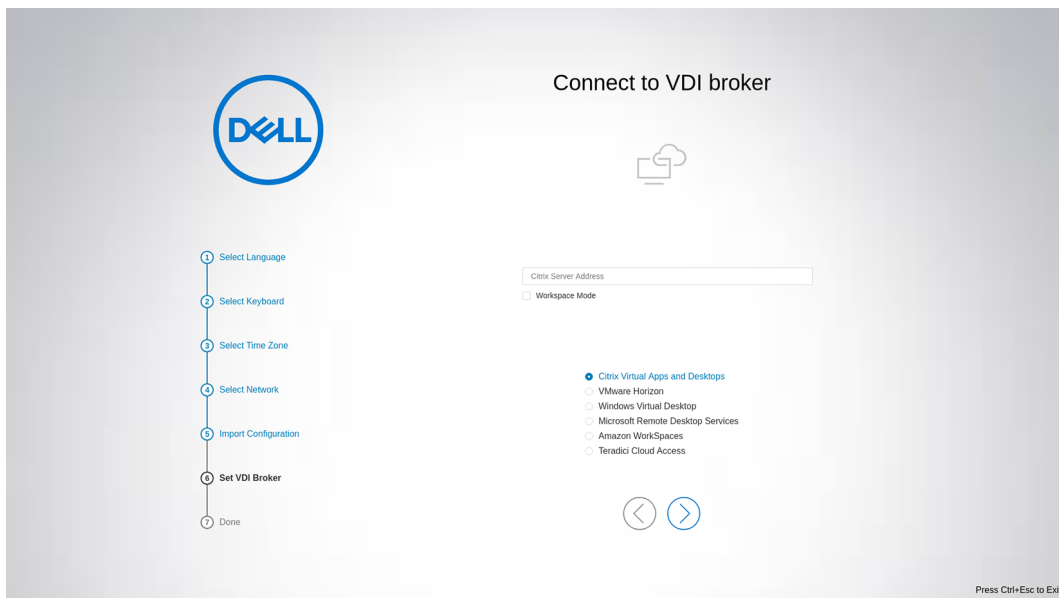 DELL
Connect to VDI broker
1 Select Language
2 Select Keyboard
3 Select Time Zone
4 Select Network
5 Import Configuration
6 Set VDI Broker
7 Done
Citrix Server Address
Workspace Mode
Citrix Virtual Apps and Desktops
VMware Horizon
Windows Virtual Desktop
Microsoft Remote Desktop Services
Amazon WorkSpaces
Teradici Cloud Access
Press Ctrl+Esc to Exi